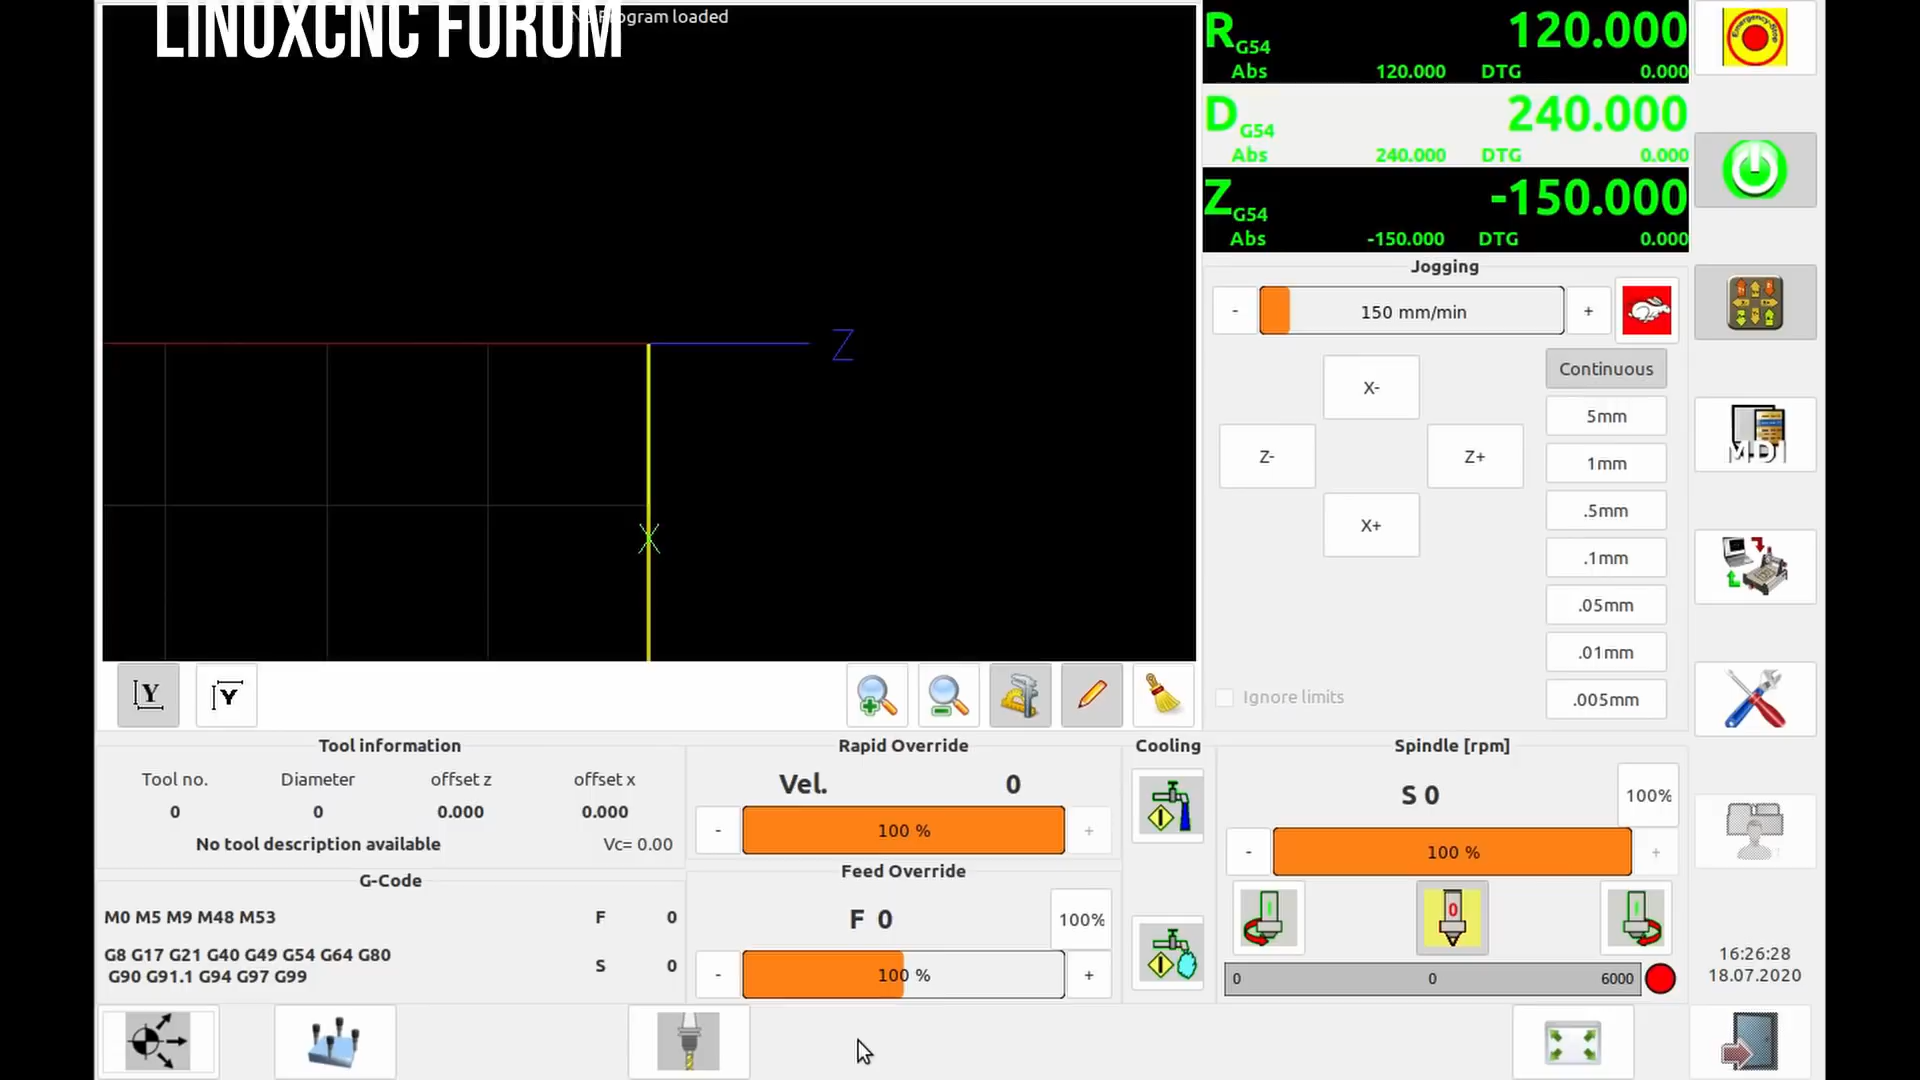 LINUXCNC FORUM
Program loaded
R G54 120.000
Abs 120.000 DTG 0.000
D G54 240.000
Abs 240.000 DTG 0.000
Z G54 -150.000
Abs -150.000 DTG 0.000
Emergency-Stop
Jogging
- 150 mm/min +
X-
Z- Z+
X+
Continuous
5mm
1mm
.5mm
.1mm
.05mm
.01mm
.005mm
Ignore limits
MDI
Z
X
Y Y
Tool information
Tool no. Diameter offset z offset x
0 0 0.000 0.000
No tool description available Vc= 0.00
G-Code
M0 M5 M9 M48 M53 F 0
G8 G17 G21 G40 G49 G54 G64 G80
G90 G91.1 G94 G97 G99
S 0
Rapid Override
Vel. 0
- 100 % +
Feed Override
F 0 100%
- 100 % +
Cooling
Spindle [rpm]
S 0 100%
- 100 % +
0
0 0 6000
16:26:28
18.07.2020